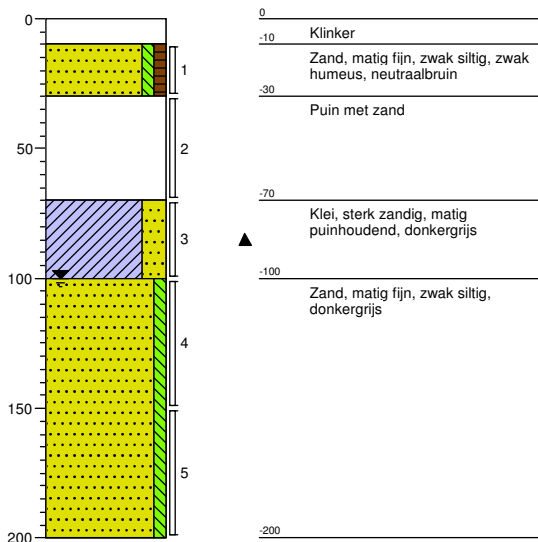 0
50
100
150
200
1
2
3
4
5
0
Klinker
-10
Zand, matig fijn, zwak siltig, zwak
humeus, neutraalbruin
-30
Puin met zand
-70
Klei, sterk zandig, matig
puinhoudend, donkergrijs
-100
Zand, matig fijn, zwak siltig,
donkergrijs
-200